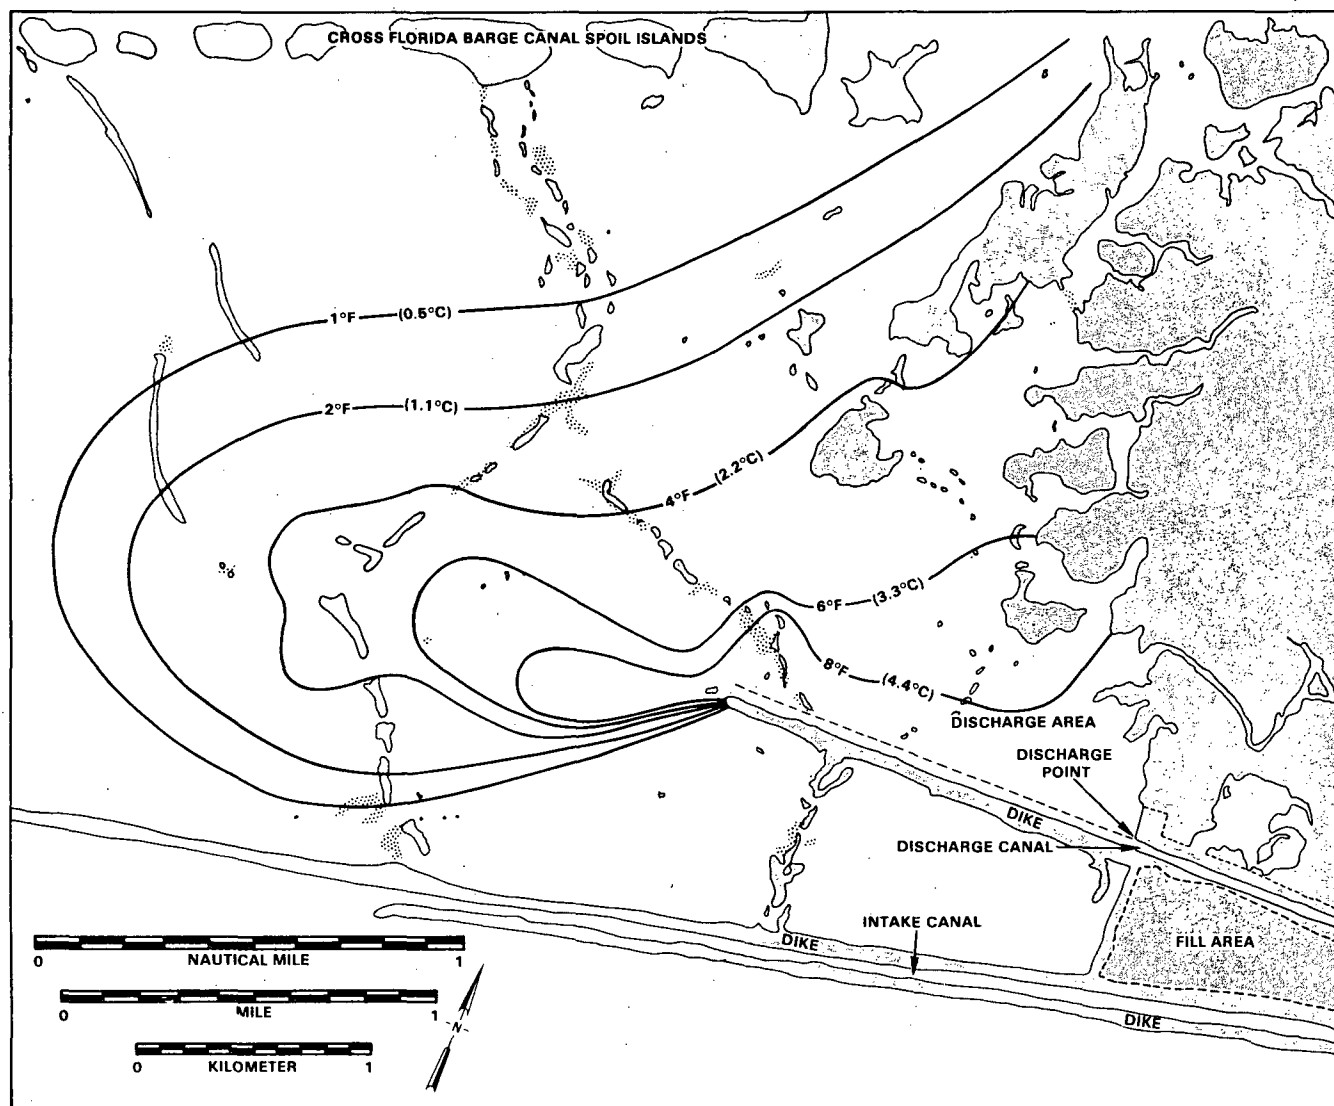 CROSS FLORIDA BARGE CANAL SPOIL ISLANDS
1°F (0.5°C)
2°F (1.1°C)
4°F (2.2°C)
6°F (3.3°C)
8°F (4.4°C)
DISCHARGE AREA
DISCHARGE
POINT
DIKE
DISCHARGE CANAL
INTAKE CANAL
DIKE
FILL AREA
DIKE
0 NAUTICAL MILE 1
0 MILE 1
0 KILOMETER 1
N